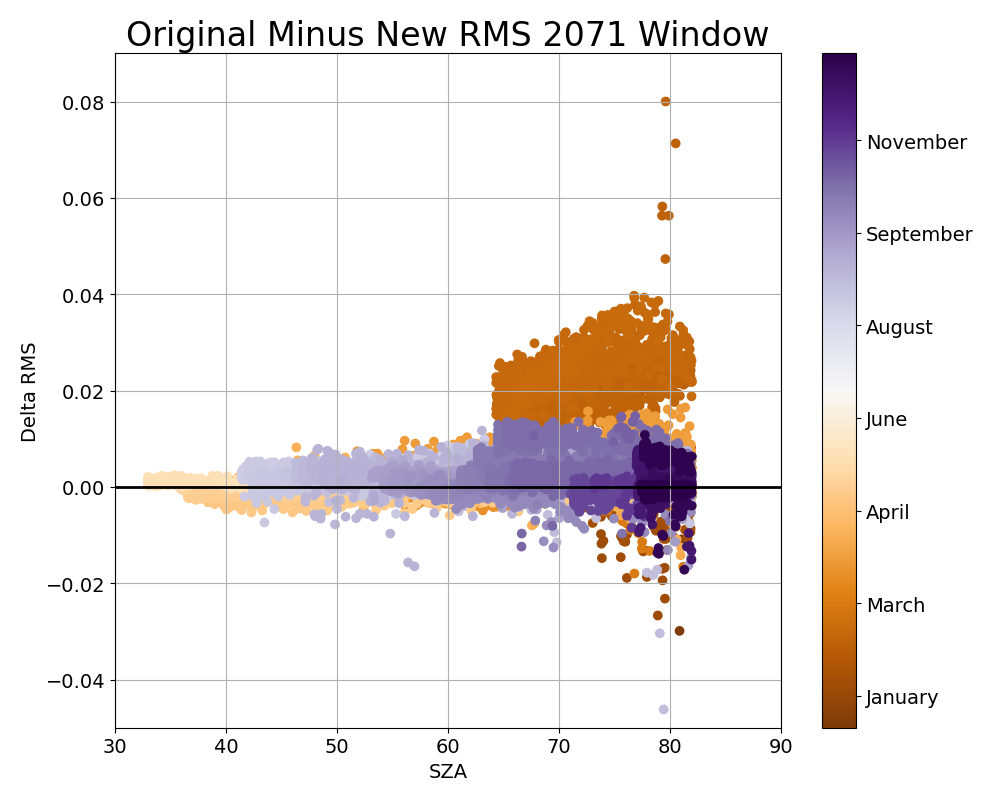 Original Minus New RMS 2071 Window
0.08
0.06
0.04
0.02
0.00
−0.02
−0.04
Delta RMS
30 40 50 60 70 80 90
SZA
November
September
August
June
April
March
January